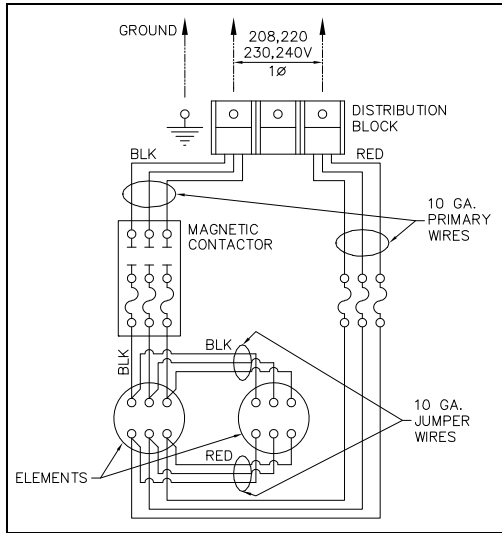 GROUND
208,220
230,240V
1Ø
DISTRIBUTION
BLOCK
BLK
RED
10 GA.
PRIMARY
WIRES
MAGNETIC
CONTACTOR
BLK
BLK
10 GA.
JUMPER
WIRES
RED
ELEMENTS